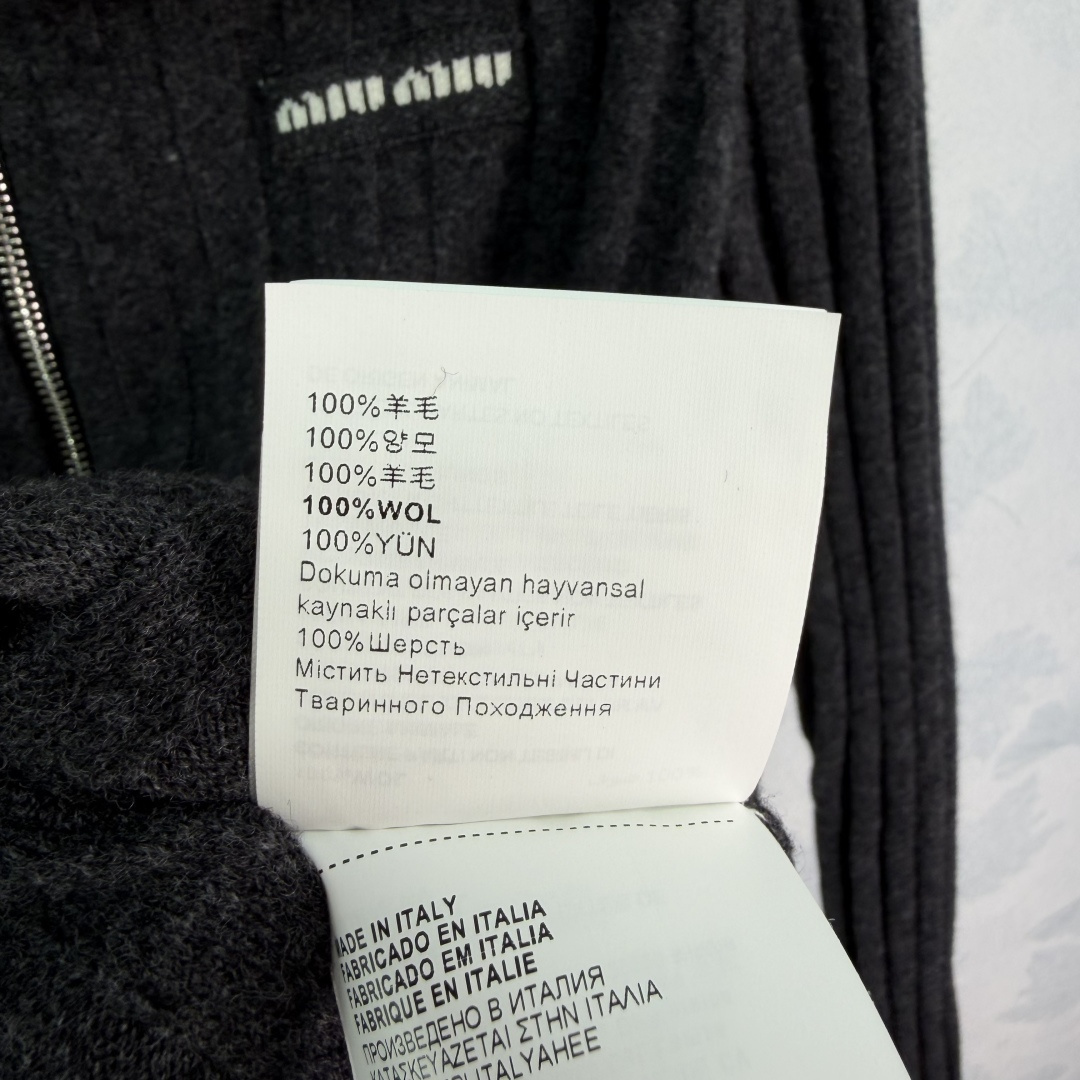 miu miu
100%羊毛
100%양모
100%羊毛
100%WOL
100%YÜN
Dokuma olmayan hayvansal
kaynaklı parçalar içerir
100%Шерсть
Містить Нетекстильні Частини
Тваринного Походження
MADE IN ITALY
FABRICADO EN ITALIA
FABRICADO EM ITALIA
FABRIQUE EN ITALIE
ПРОИЗВЕДЕНО В ИТАЛИЯ
ΚΑΤΑΣΚΕΥΑΖΕΤΑΙ ΣΤΗΝ ΙΤΑΛΙΑ